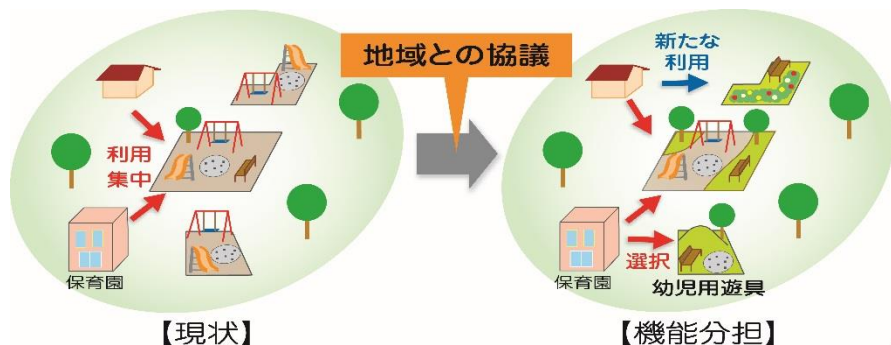 地域との協議
利用
集中
保育園
【現状】
新たな
利用
選択
保育園
幼児用遊具
【機能分担】